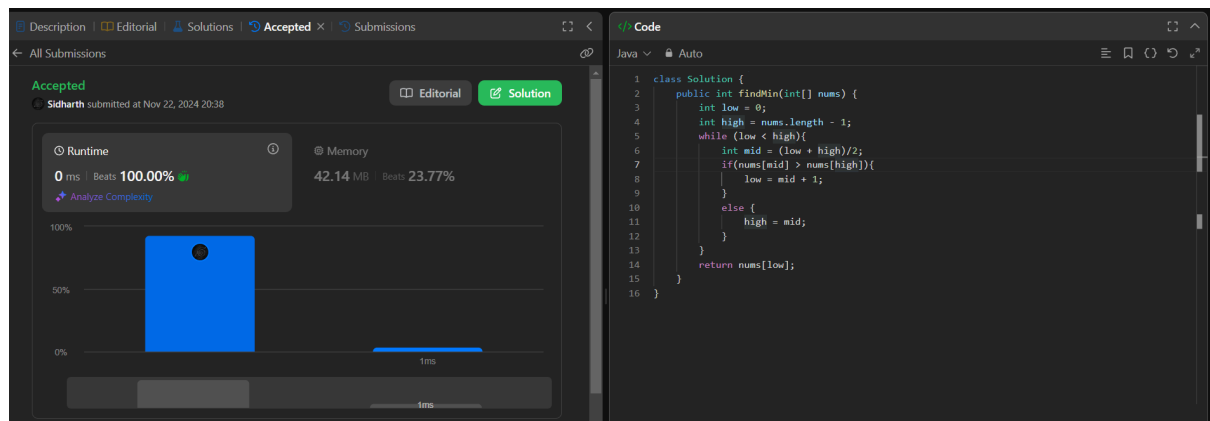 Description | Editorial | Solutions | Accepted × | Submissions
← All Submissions
Accepted
Sidharth submitted at Nov 22, 2024 20:38
Editorial
Solution
Runtime
0 ms | Beats 100.00%
Analyze Complexity
Memory
42.14 MB | Beats 23.77%
100%
50%
0%
1ms
1ms
</> Code
Java Auto
1 class Solution {
2 public int findMin(int[] nums) {
3 int low = 0;
4 int high = nums.length - 1;
5 while (low < high){
6 int mid = (low + high)/2;
7 if(nums[mid] > nums[high]){
8 low = mid + 1;
9 }
10 else {
11 high = mid;
12 }
13 }
14 return nums[low];
15 }
16 }